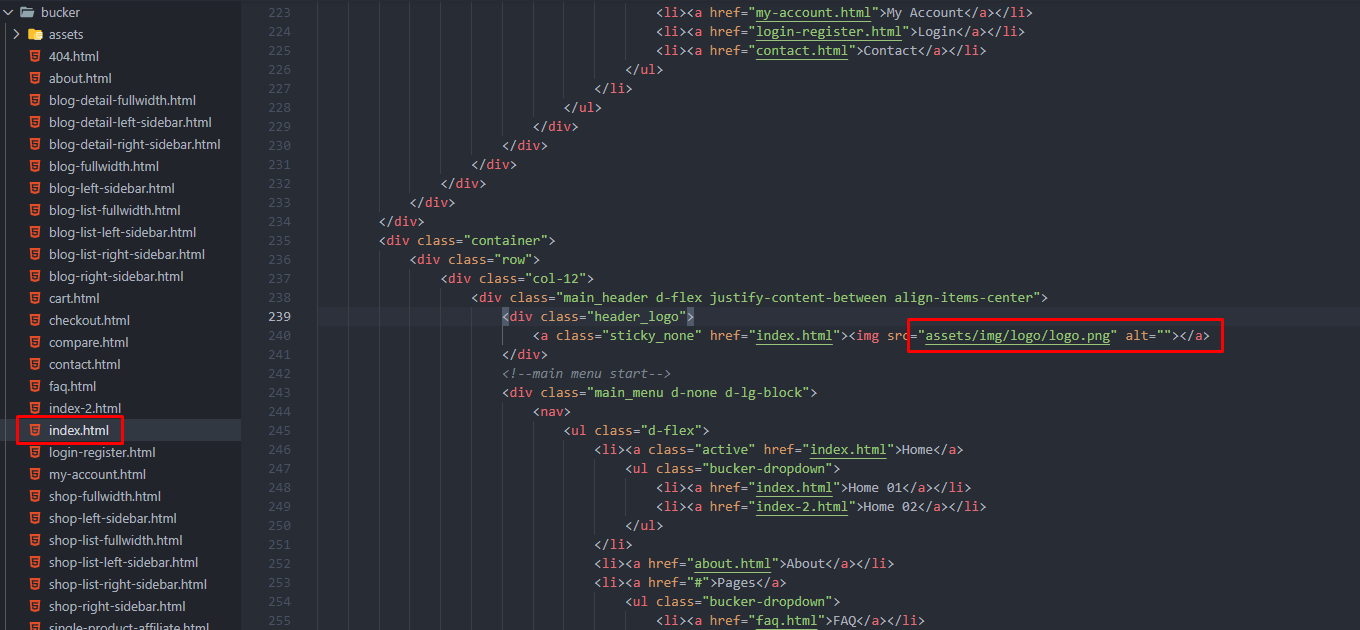 bucker
assets
404.html
about.html
blog-detail-fullwidth.html
blog-detail-left-sidebar.html
blog-detail-right-sidebar.html
blog-fullwidth.html
blog-left-sidebar.html
blog-list-fullwidth.html
blog-list-left-sidebar.html
blog-list-right-sidebar.html
blog-right-sidebar.html
cart.html
checkout.html
compare.html
contact.html
faq.html
index-2.html
index.html
login-register.html
my-account.html
shop-fullwidth.html
shop-left-sidebar.html
shop-list-fullwidth.html
shop-list-left-sidebar.html
shop-list-right-sidebar.html
shop-right-sidebar.html
single-product-affiliate.html
223 <li><a href="my-account.html">My Account</a></li>
224 <li><a href="login-register.html">Login</a></li>
225 <li><a href="contact.html">Contact</a></li>
226 </ul>
227 </li>
228 </ul>
229 </div>
230 </div>
231 </div>
232 </div>
233 </div>
234 </div>
235 <div class="container">
236 <div class="row">
237 <div class="col-12">
238 <div class="main_header d-flex justify-content-between align-items-center">
239 <div class="header_logo">
240 <a class="sticky_none" href="index.html"><img src="assets/img/logo/logo.png" alt=""></a>
241 </div>
242 <!--main menu start-->
243 <div class="main_menu d-none d-lg-block">
244 <nav>
245 <ul class="d-flex">
246 <li><a class="active" href="index.html">Home</a>
247 <ul class="bucker-dropdown">
248 <li><a href="index.html">Home 01</a></li>
249 <li><a href="index-2.html">Home 02</a></li>
250 </ul>
251 </li>
252 <li><a href="about.html">About</a></li>
253 <li><a href="#">Pages</a>
254 <ul class="bucker-dropdown">
255 <li><a href="faq.html">FAQ</a></li>